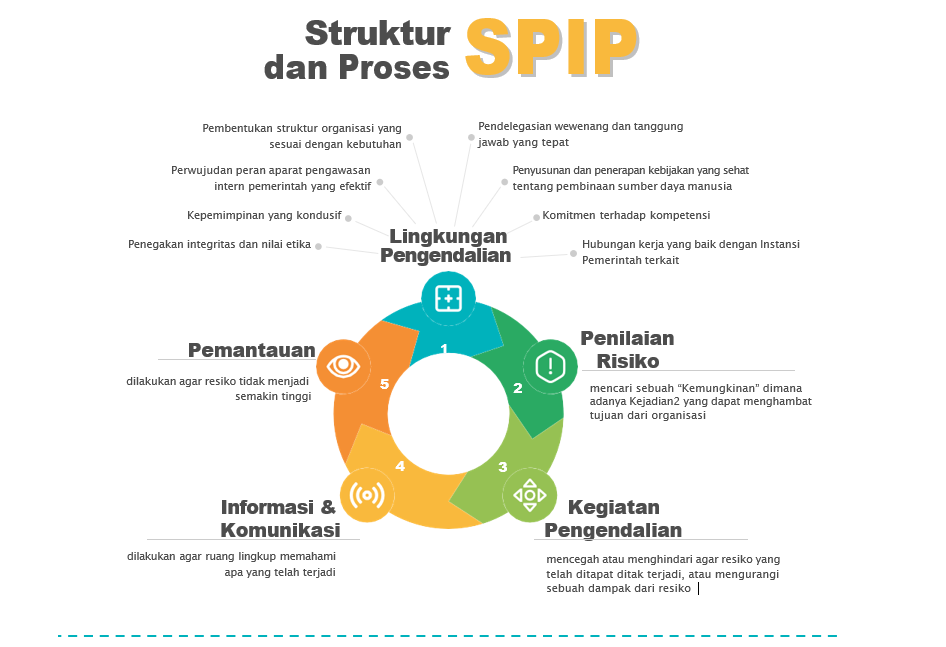 Struktur
dan Proses
SPIP
Pembentukan struktur organisasi yang
sesuai dengan kebutuhan
Pendelegasian wewenang dan tanggung
jawab yang tepat
Perwujudan peran aparat pengawasan
intern pemerintah yang efektif
Penyusunan dan penerapan kebijakan yang sehat
tentang pembinaan sumber daya manusia
Kepemimpinan yang kondusif
Komitmen terhadap kompetensi
Penegakan integritas dan nilai etika
Hubungan kerja yang baik dengan Instansi
Pemerintah terkait
Lingkungan
Pengendalian
1
Penilaian
Risiko
mencari sebuah “Kemungkinan” dimana
adanya Kejadian2 yang dapat menghambat
tujuan dari organisasi
2
Kegiatan
Pengendalian
mencegah atau menghindari agar resiko yang
telah ditapat ditak terjadi, atau mengurangi
sebuah dampak dari resiko
3
Informasi &
Komunikasi
dilakukan agar ruang lingkup memahami
apa yang telah terjadi
4
Pemantauan
dilakukan agar resiko tidak menjadi
semakin tinggi
5